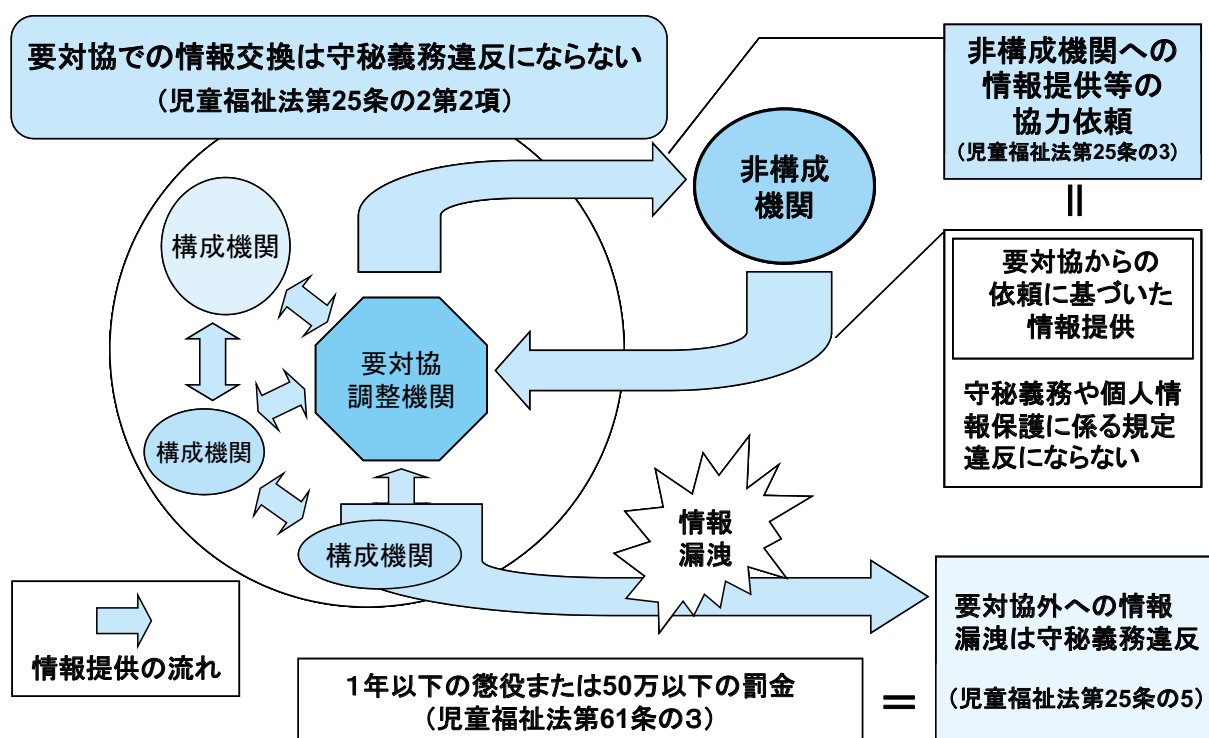 要対協での情報交換は守秘義務違反にならない
（児童福祉法第25条の2第2項）
非構成機関への
情報提供等の
協力依頼
（児童福祉法第25条の3）
非構成
機関
＝
構成機関
要対協からの
依頼に基づいた
情報提供
要対協
調整機関
守秘義務や個人情
報保護に係る規定
違反にならない
構成機関
情報
漏洩
構成機関
要対協外への情報
漏洩は守秘義務違反
（児童福祉法第25条の5）
情報提供の流れ
１年以下の懲役または50万以下の罰金
（児童福祉法第61条の３）
＝